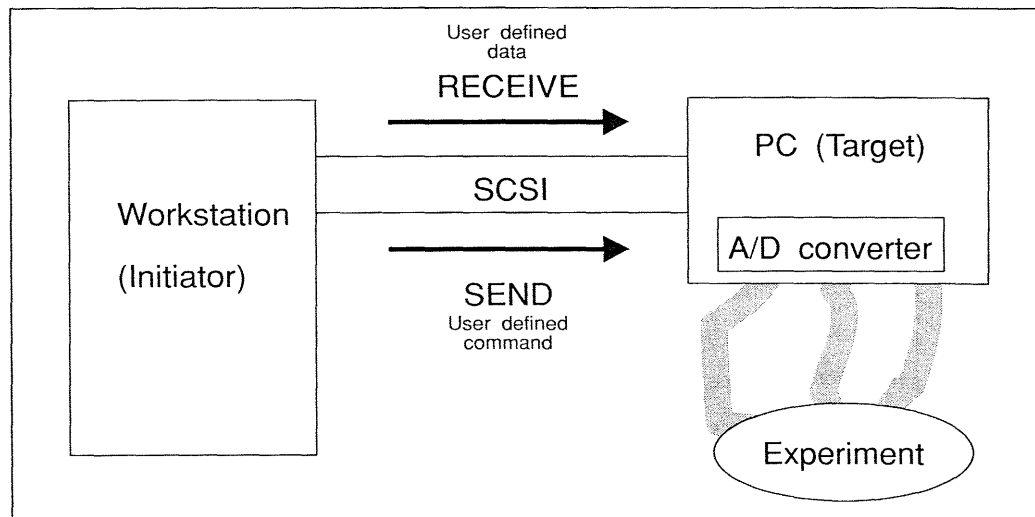 User defined
data
RECEIVE
PC (Target)
SCSI
Workstation
(Initiator)
A/D converter
SEND
User defined
command
Experiment